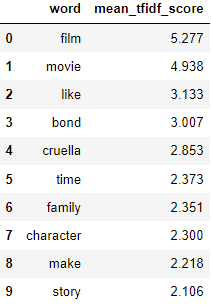 word mean_tfidf_score
0 film 5.277
1 movie 4.938
2 like 3.133
3 bond 3.007
4 cruella 2.853
5 time 2.373
6 family 2.351
7 character 2.300
8 make 2.218
9 story 2.106